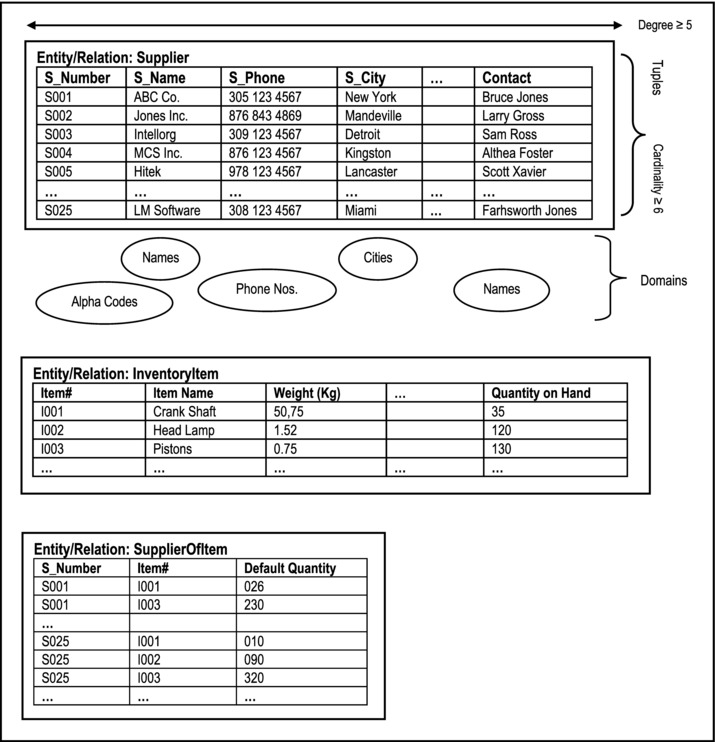 Degree ≥ 5
Entity/Relation: Supplier
S_Number S_Name S_Phone S_City ... Contact
S001 ABC Co. 305 123 4567 New York Bruce Jones
S002 Jones Inc. 876 843 4869 Mandeville Larry Gross
S003 Intellorg 309 123 4567 Detroit Sam Ross
S004 MCS Inc. 876 123 4567 Kingston Althea Foster
S005 Hitek 978 123 4567 Lancaster Scott Xavier
... ... ... ... ... ...
S025 LM Software 308 123 4567 Miami ... Farhsworth Jones
Tuples
Cardinality ≥ 6
Names Cities
Alpha Codes Phone Nos. Names
Domains
Entity/Relation: InventoryItem
Item# Item Name Weight (Kg) ... Quantity on Hand
I001 Crank Shaft 50,75 35
I002 Head Lamp 1.52 120
I003 Pistons 0.75 130
... ... ... ... ...
Entity/Relation: SupplierOfItem
S_Number Item# Default Quantity
S001 I001 026
S001 I003 230
...
S025 I001 010
S025 I002 090
S025 I003 320
... ... ...